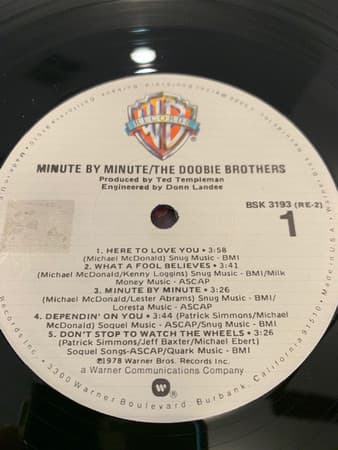 WB
RECORDS
MINUTE BY MINUTE/THE DOOBIE BROTHERS
Produced by Ted Templeman
Engineered by Donn Landee
BSK 3193 (RE-2)
1
1. HERE TO LOVE YOU • 3:58
(Michael McDonald) Snug Music - BMI
2. WHAT A FOOL BELIEVES • 3:41
(Michael McDonald/Kenny Loggins) Snug Music - BMI/Milk
Money Music - ASCAP
3. MINUTE BY MINUTE • 3:26
(Michael McDonald/Lester Abrams) Snug Music - BMI/
Loresta Music - ASCAP
4. DEPENDIN' ON YOU • 3:44 (Patrick Simmons/Michael
McDonald) Soquel Music - ASCAP/Snug Music - BMI
5. DON'T STOP TO WATCH THE WHEELS • 3:26
(Patrick Simmons/Jeff Baxter/Michael Ebert)
Soquel Songs-ASCAP/Quark Music - BMI
℗1978 Warner Bros. Records Inc.
a Warner Communications Company
Records Inc. • 3300 Warner Boulevard, Burbank, California 91510 • Made in U.S.A.